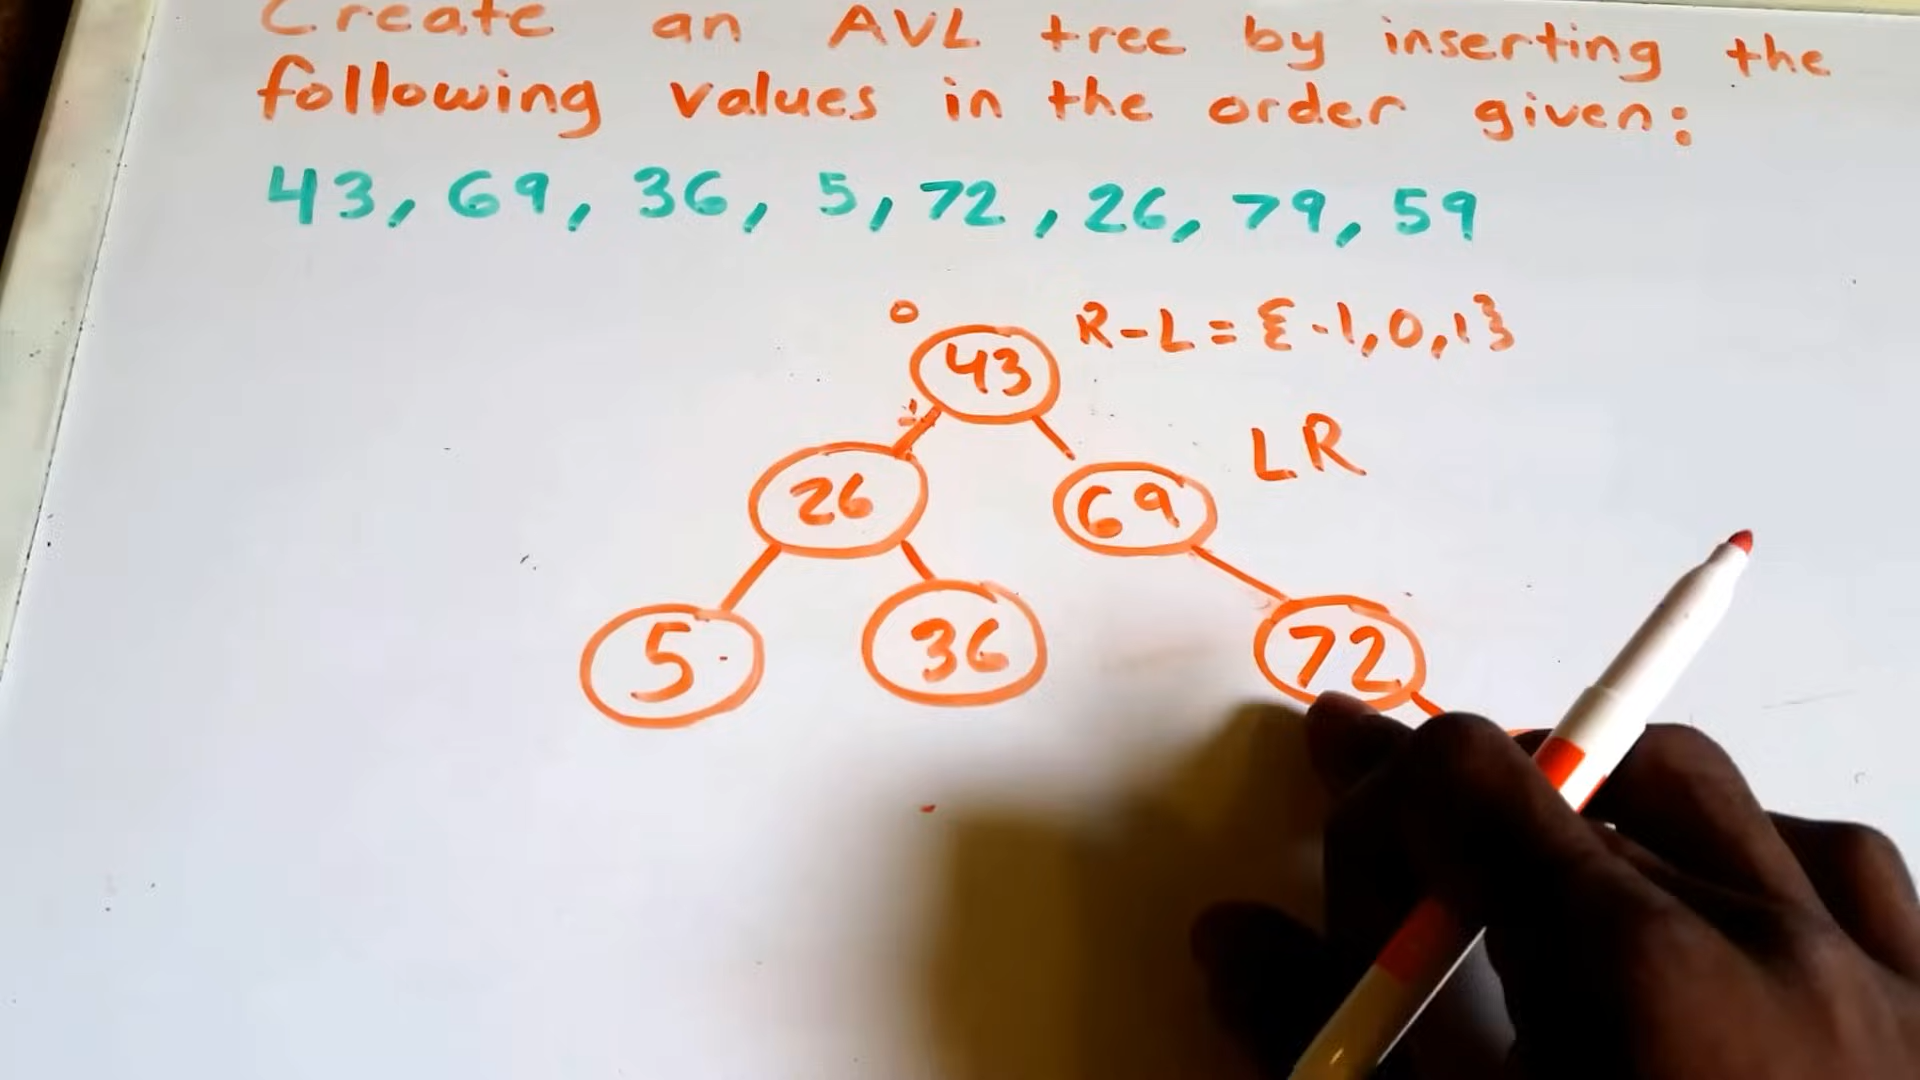 Create an AVL tree by inserting the
following values in the order given:
43, 69, 36, 5, 72, 26, 79, 59
0
43
R-L = {-1, 0, 1}
LR
26
69
5
36
72